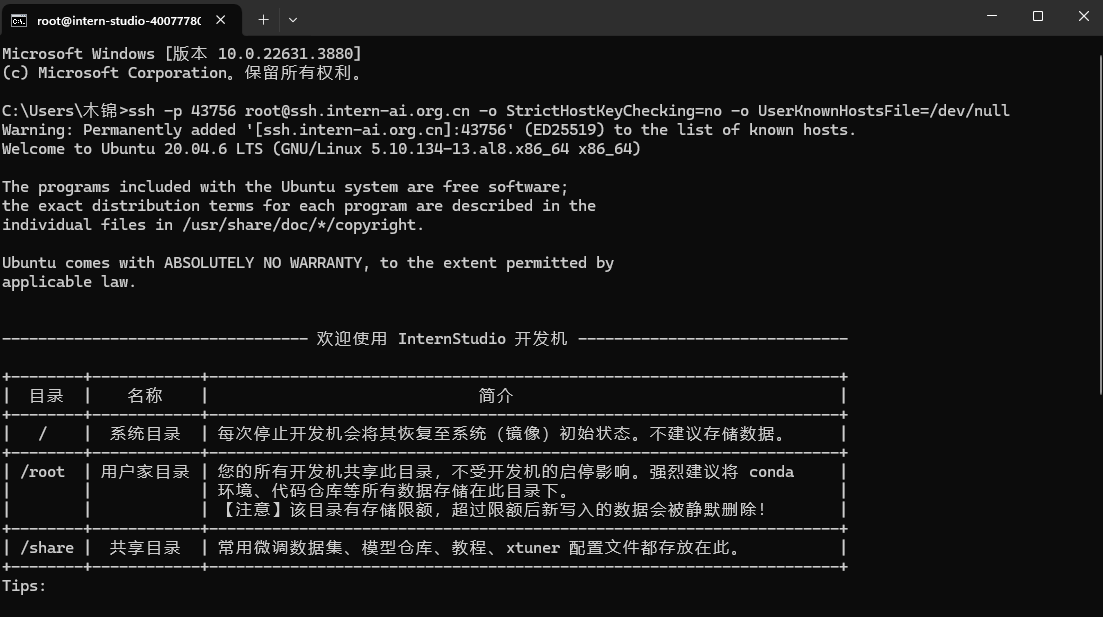 root@intern-studio-40077780
Microsoft Windows [版本 10.0.22631.3880]
(c) Microsoft Corporation。保留所有权利。
C:\Users\木锦>ssh -p 43756 root@ssh.intern-ai.org.cn -o StrictHostKeyChecking=no -o UserKnownHostsFile=/dev/null
Warning: Permanently added '[ssh.intern-ai.org.cn]:43756' (ED25519) to the list of known hosts.
Welcome to Ubuntu 20.04.6 LTS (GNU/Linux 5.10.134-13.al8.x86_64 x86_64)
The programs included with the Ubuntu system are free software;
the exact distribution terms for each program are described in the
individual files in /usr/share/doc/*/copyright.
Ubuntu comes with ABSOLUTELY NO WARRANTY, to the extent permitted by
applicable law.
欢迎使用 InternStudio 开发机
目录 名称 简介
/ 系统目录 每次停止开发机会将其恢复至系统（镜像）初始状态。不建议存储数据。
/root 用户家目录 您的所有开发机共享此目录，不受开发机的启停影响。强烈建议将 conda
环境、代码仓库等所有数据存储在此目录下。
【注意】该目录有存储限额，超过限额后新写入的数据会被静默删除！
/share 共享目录 常用微调数据集、模型仓库、教程、xtuner 配置文件都存放在此。
Tips: